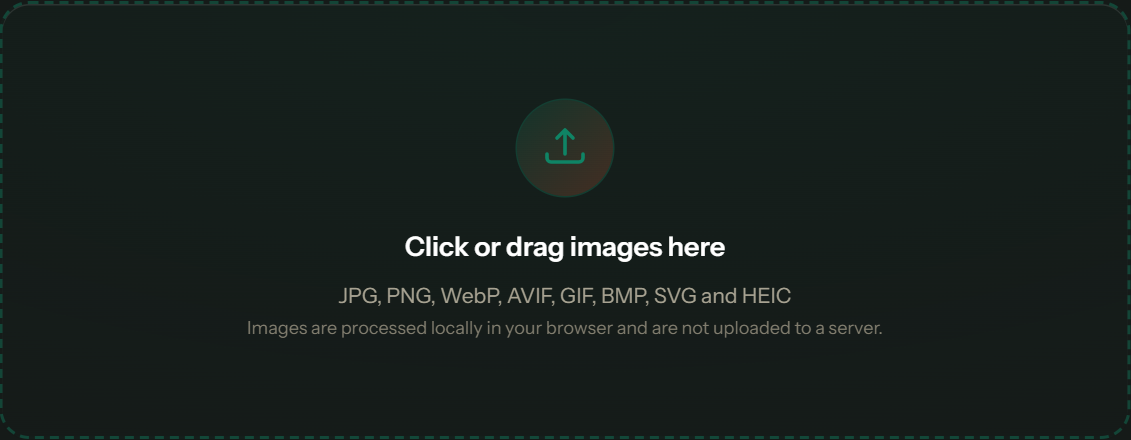 Click or drag images here
JPG, PNG, WebP, AVIF, GIF, BMP, SVG and HEIC
Images are processed locally in your browser and are not uploaded to a server.